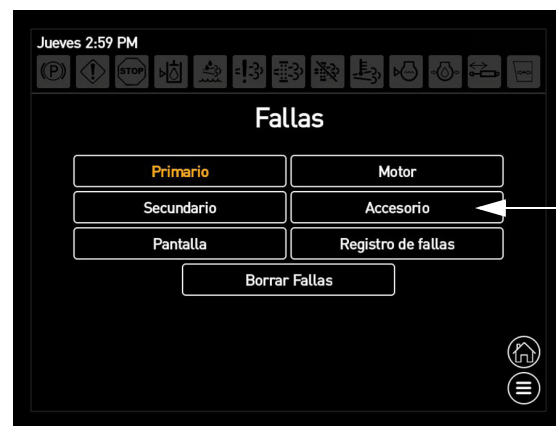 Jueves 2:59 PM
(P) STOP
Fallas
Primario Motor
Secundario Accesorio
Pantalla Registro de fallas
Borrar Fallas